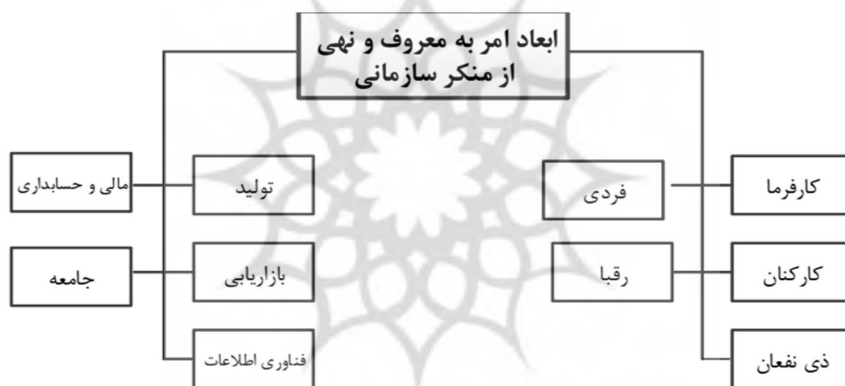 ابعاد امر به معروف و نهی
از منکر سازمانی
کارفرما
فردی
تولید
مالی و حسابداری
کارکنان
رقبا
بازاریابی
جامعه
ذی نفعان
فناوری اطلاعات